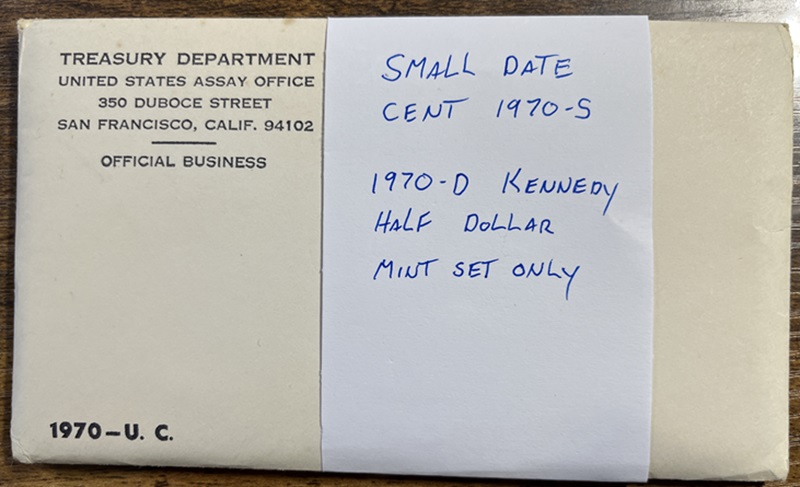 TREASURY DEPARTMENT
UNITED STATES ASSAY OFFICE
350 DUBOCE STREET
SAN FRANCISCO, CALIF. 94102
OFFICIAL BUSINESS
1970-U. C.
SMALL DATE
CENT 1970-S
1970-D KENNEDY
HALF DOLLAR
MINT SET ONLY